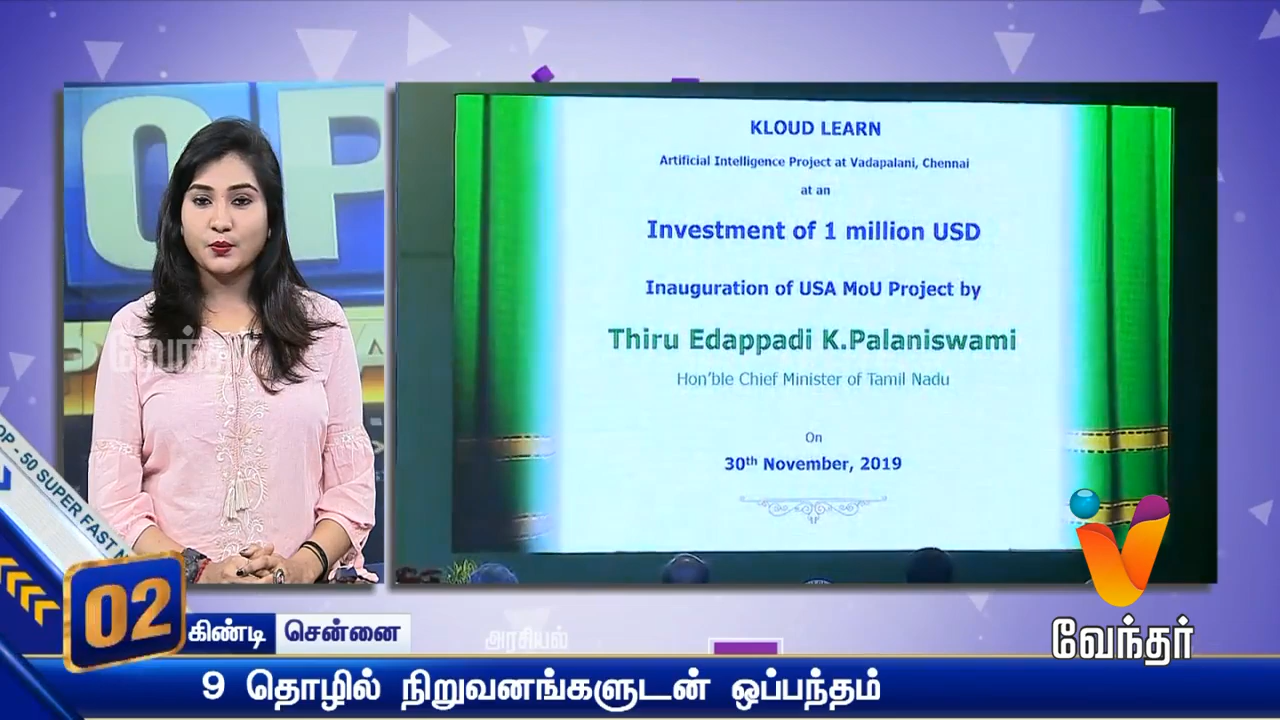 OP
KLOUD LEARN
Artificial Intelligence Project at Vadapalani, Chennai
at an
Investment of 1 million USD
Inauguration of USA MoU Project by
Thiru Edappadi K.Palaniswami
Hon'ble Chief Minister of Tamil Nadu
On
30th November, 2019
வேந்தர்
OP - 50 SUPER FAST N
02
கிண்டி சென்னை
அரசியல்
வேந்தர்
9 தொழில் நிறுவனங்களுடன் ஒப்பந்தம்